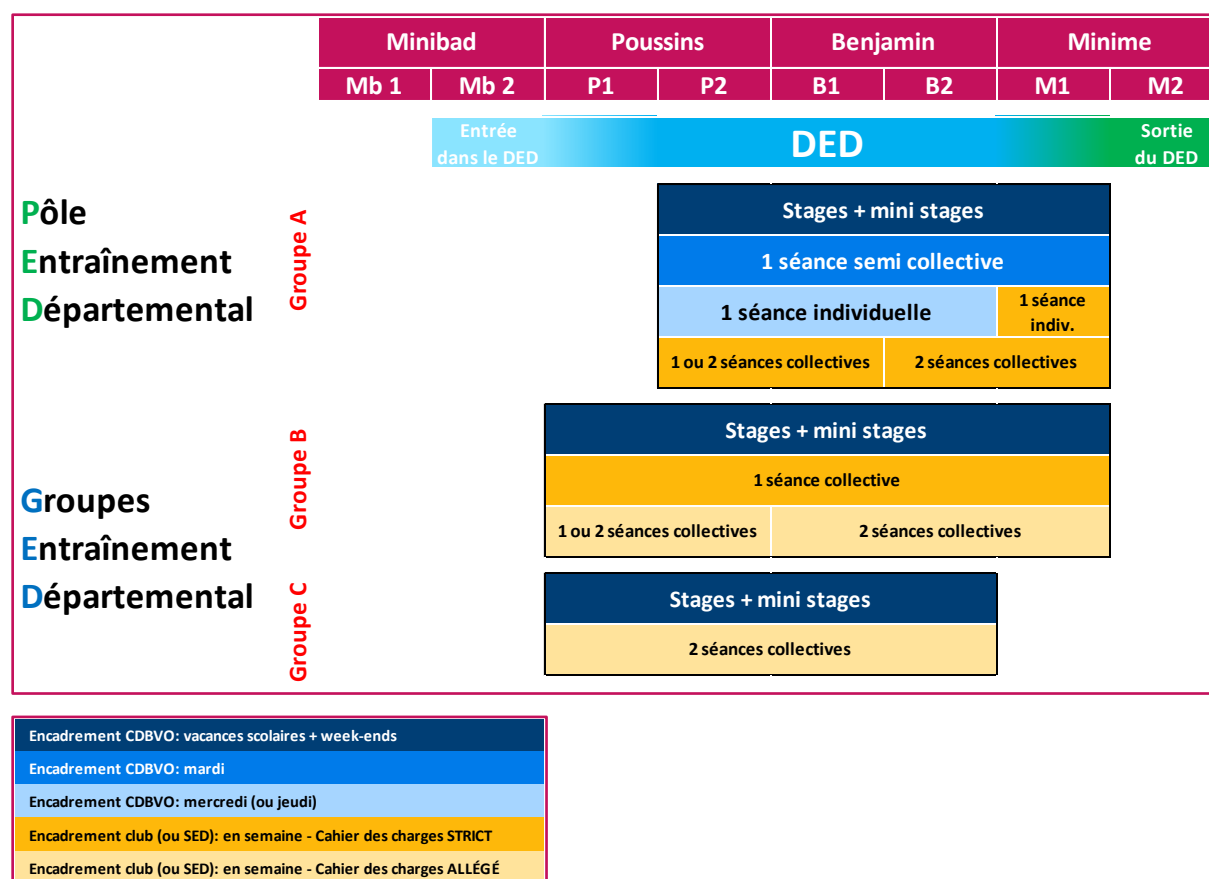 Minibad Poussins Benjamin Minime
Mb 1 Mb 2 P1 P2 B1 B2 M1 M2
Entrée
dans le DED
DED
Sortie
du DED
Pôle
Entraînement
Départemental
Groupe A
Stages + mini stages
1 séance semi collective
1 séance individuelle
1 séance
indiv.
1 ou 2 séances collectives
2 séances collectives
Groupes
Entraînement
Départemental
Groupe B
Stages + mini stages
1 séance collective
1 ou 2 séances collectives
2 séances collectives
Groupe C
Stages + mini stages
2 séances collectives
Encadrement CDBVO: vacances scolaires + week-ends
Encadrement CDBVO: mardi
Encadrement CDBVO: mercredi (ou jeudi)
Encadrement club (ou SED): en semaine - Cahier des charges STRICT
Encadrement club (ou SED): en semaine - Cahier des charges ALLÉGÉ